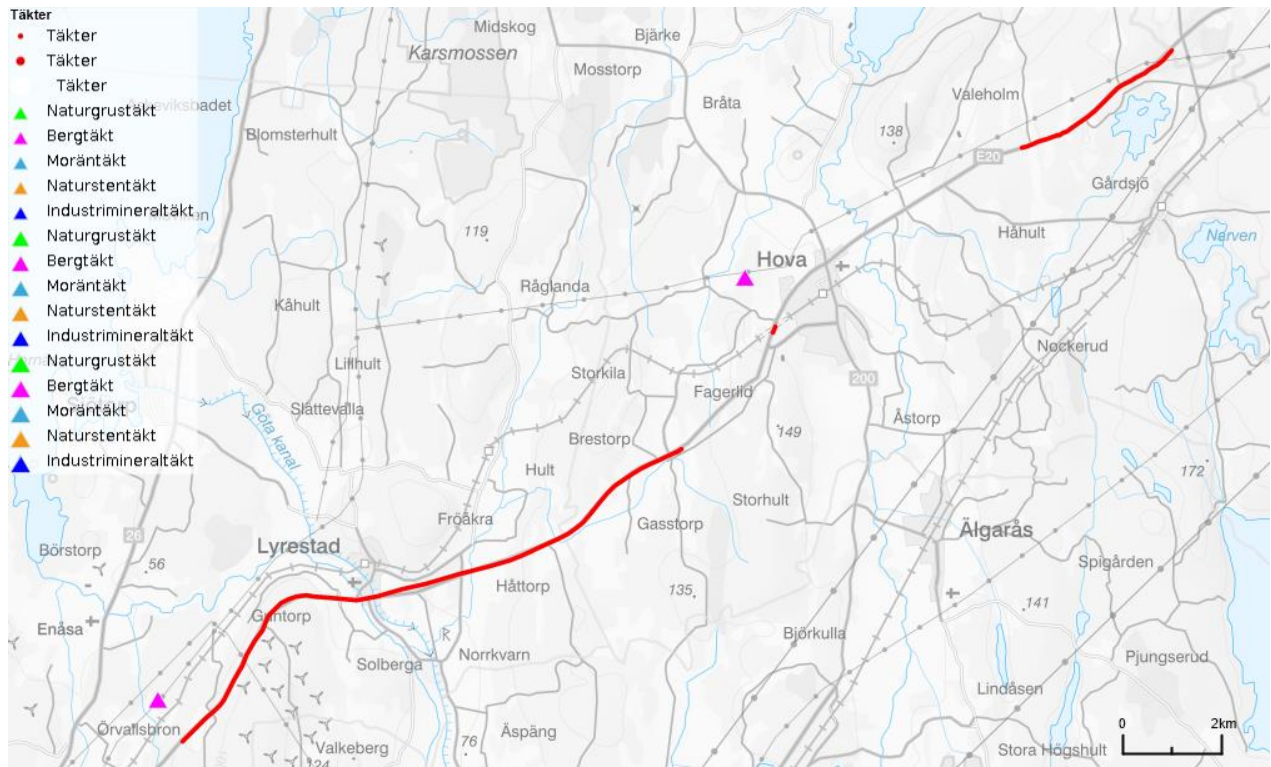 Täkter
Täkter
Täkter
Täkter
Naturgrustäkt
Bergtäkt
Moräntäkt
Naturstentäkt
Industrimineraltäkt
Naturgrustäkt
Bergtäkt
Moräntäkt
Naturstentäkt
Industrimineraltäkt
Naturgrustäkt
Bergtäkt
Moräntäkt
Naturstentäkt
Industrimineraltäkt
Midskog
Bjärke
Karsmossen
Mosstorp
Bråta
Valeholm
138
Blomsterhult
E20
Gårdsjö
119
Håhult
Nerven
Hova
Råglanda
Kåhult
Lillhult
Nockerud
Storkila
Fagerlid
200
Slättevalla
Göta kanal
Åstorp
Brestorp
149
172
Hult
Storhult
Fröåkra
Gasstorp
26
Börstorp
56
Lyrestad
Älgarås
Håttorp
135
Spigården
141
Enåsa
Björkulla
Solberga
Norrkvarn
Pjungserud
Lindåsen
Örvallsbron
Äspäng
76
Valkeberg
124
Stora Högshult
0
2km